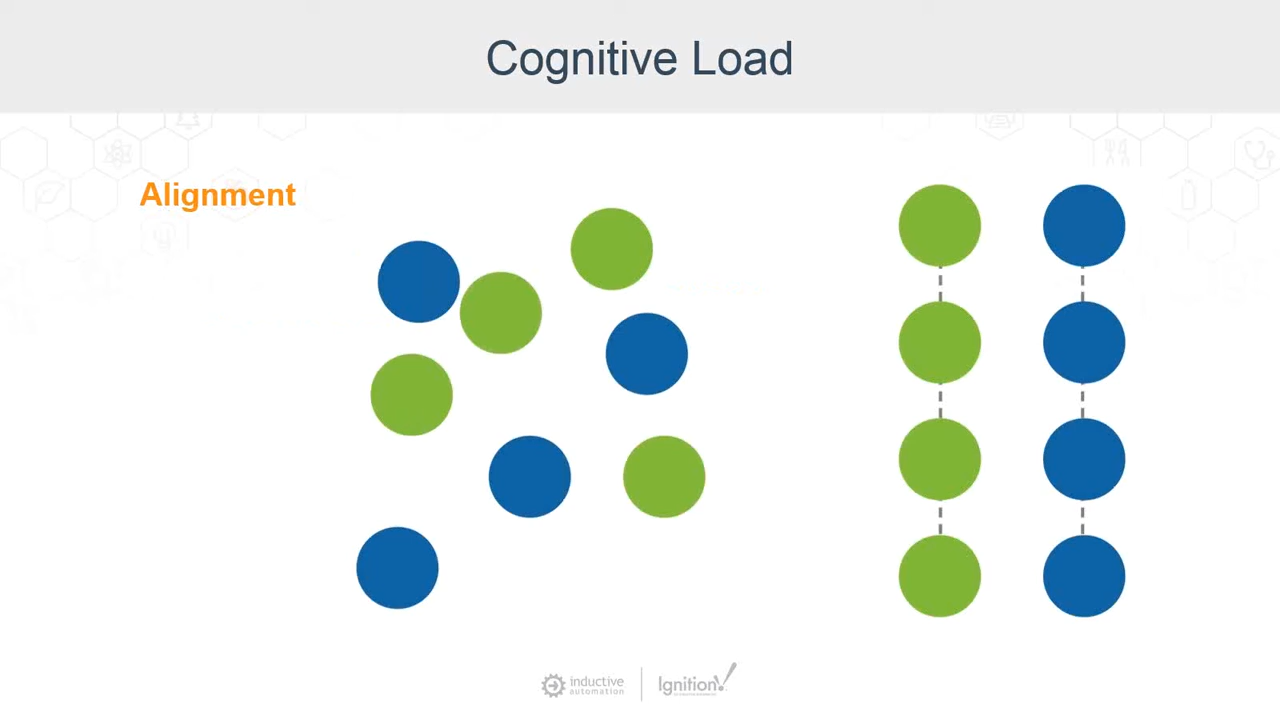 Cognitive Load
Alignment
inductive
automation
Ignition!